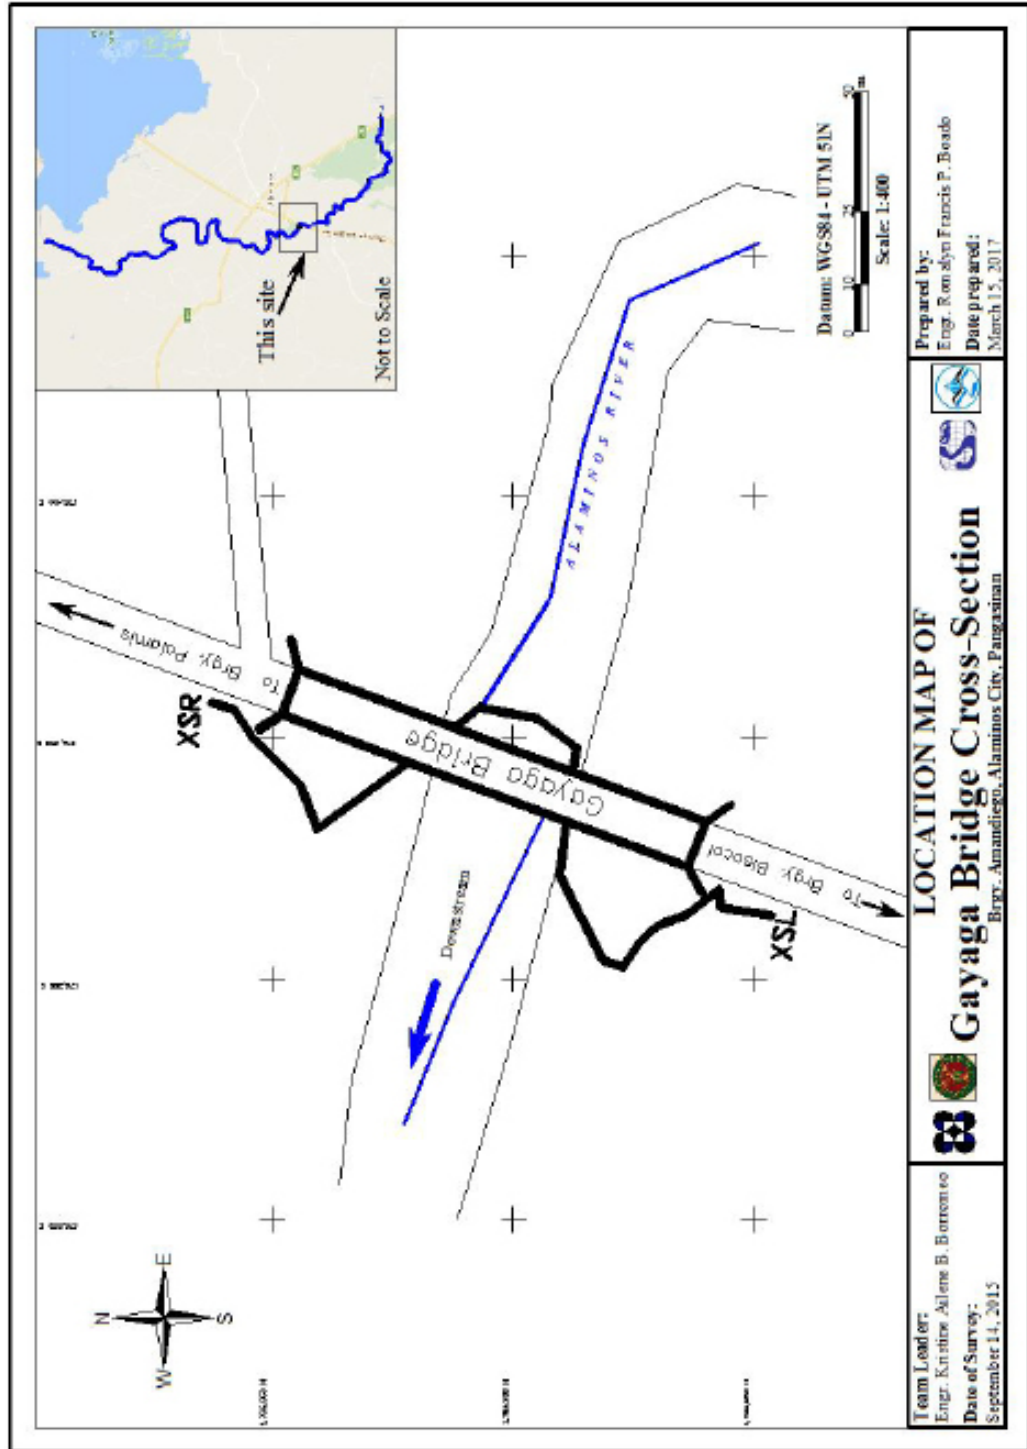 N
W E
S
This site
Not to Scale
XSR
To Brgy. Palamis
Gayaga Bridge
To Brgy. Bisocol
XSL
Downstream
ALAMINOS RIVER
Datum: WGS84 - UTM 51N
0 10 25 50
m
Scale: 1:400
Team Leader:
Engr. Kristine Ailene B. Borromeo
Date of Survey:
September 14, 2015
LOCATION MAP OF
Gayaga Bridge Cross-Section
Brgy. Amandiego, Alaminos City, Pangasinan
Prepared by:
Engr. Romalyn Francis P. Boado
Date prepared:
March 15, 2017